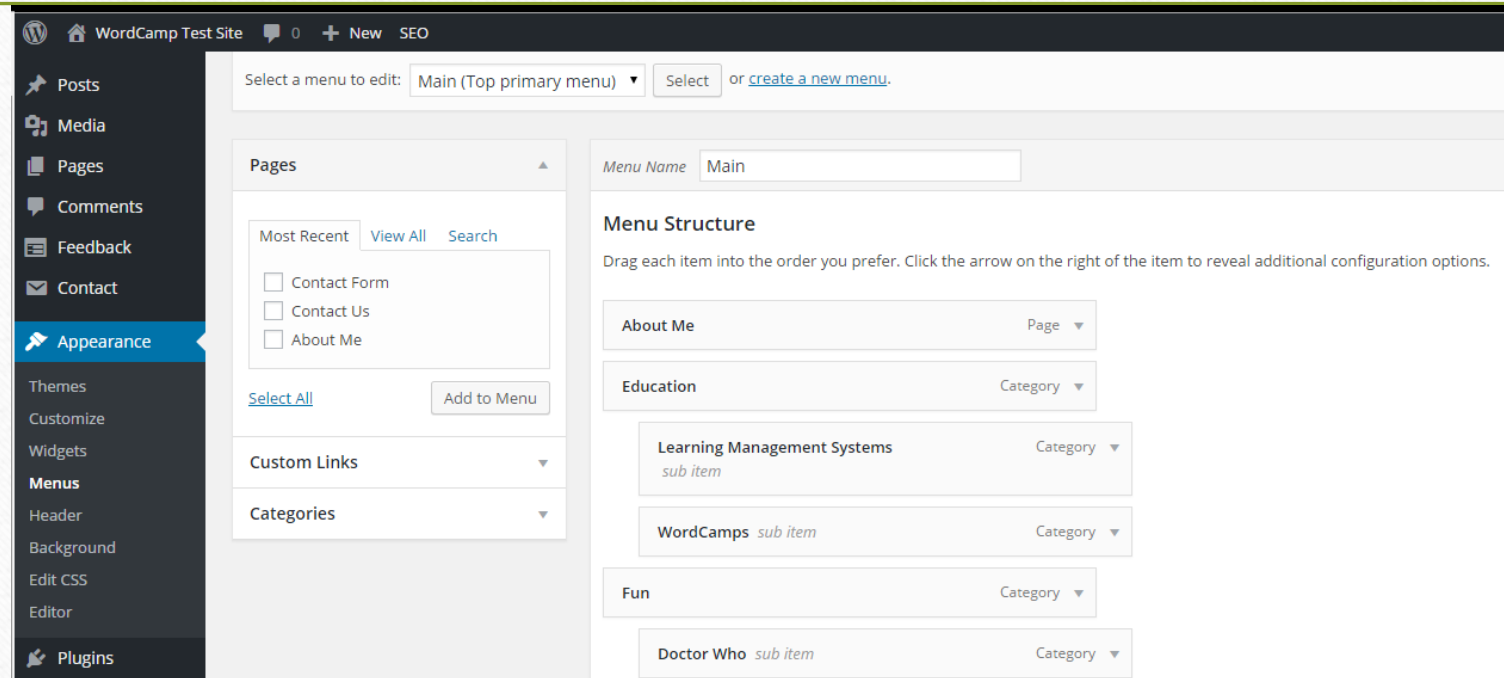 WordCamp Test Site 0 New SEO
Posts
Media
Pages
Comments
Feedback
Contact
Appearance
Themes
Customize
Widgets
Menus
Header
Background
Edit CSS
Editor
Plugins
Select a menu to edit: Main (Top primary menu) Select or create a new menu.
Pages
Most Recent View All Search
Contact Form
Contact Us
About Me
Select All Add to Menu
Custom Links
Categories
Menu Name Main
Menu Structure
Drag each item into the order you prefer. Click the arrow on the right of the item to reveal additional configuration options.
About Me Page
Education Category
Learning Management Systems Category
sub item
WordCamps sub item Category
Fun Category
Doctor Who sub item Category